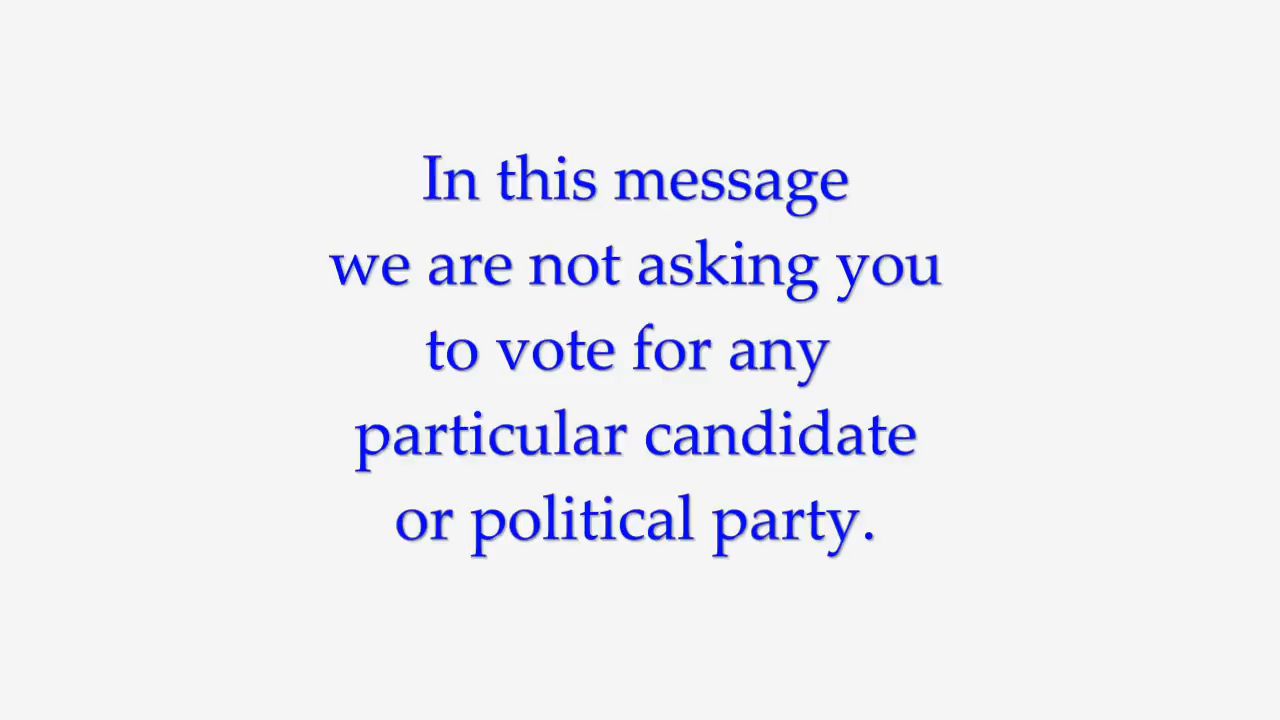 In this message
we are not asking you
to vote for any
particular candidate
or political party.